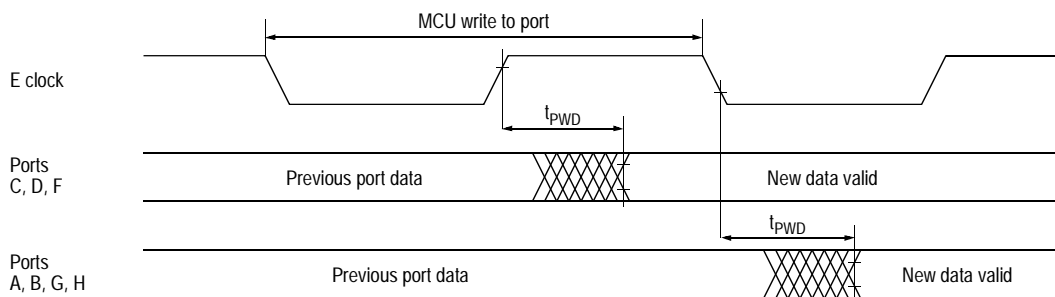 MCU write to port
E clock
tPWD
Ports
C, D, F
Previous port data
New data valid
tPWD
Ports
A, B, G, H
Previous port data
New data valid